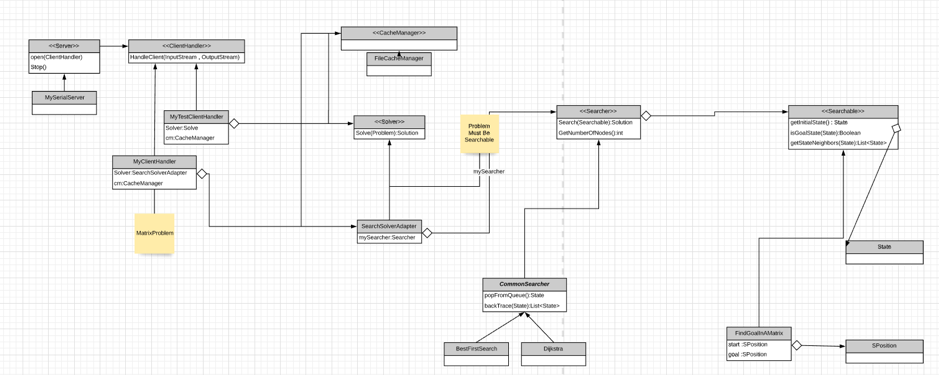 <<Server>>
open(ClientHandler)
Stop()
MySerialServer
<<ClientHandler>>
HandleClient(InputStream , OutputStream)
MyTestClientHandler
Solver:Solve
cm:CacheManager
MyClientHandler
Solver:SearchSolverAdapter
cm:CacheManager
MatrixProblem
<<CacheManager>>
FileCacheManager
<<Solver>>
Solve(Problem):Solution
Problem
Must Be
Searchable
mySearcher
SearchSolverAdapter
mySearcher:Searcher
<<Searcher>>
Search(Searchable):Solution
GetNumberOfNodes():int
CommonSearcher
popFromQueue():State
backTrace(State):List<State>
BestFirstSearch
Dijkstra
<<Searchable>>
getInitialState() : State
isGoalState(State):Boolean
getStateNeighbors(State):List<State>
State
FindGoalInAMatrix
start :SPosition
goal :SPosition
SPosition